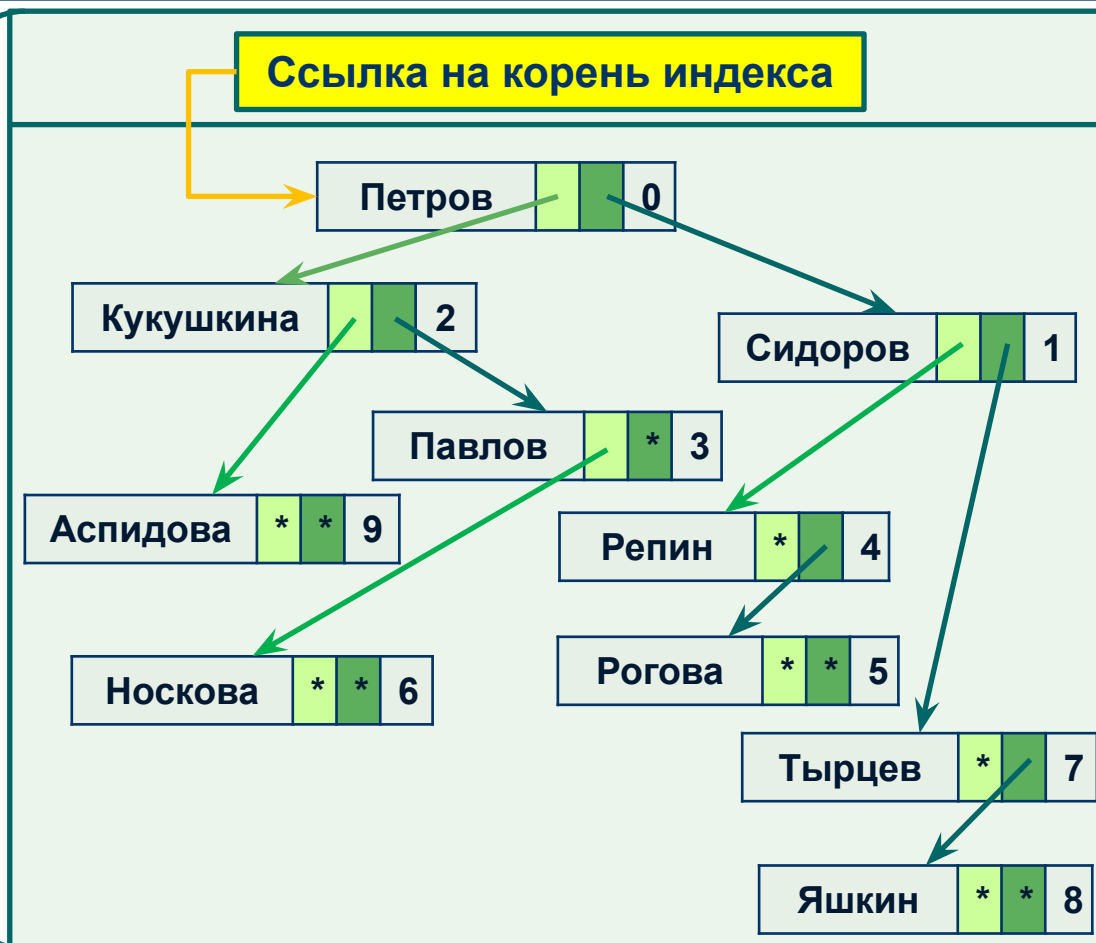 Ссылка на корень индекса
Петров 0
Кукушкина 2
Сидоров 1
Павлов * 3
Аспидова * * 9
Репин * 4
Рогова * * 5
Носкова * * 6
Тырцев * 7
Яшкин * * 8